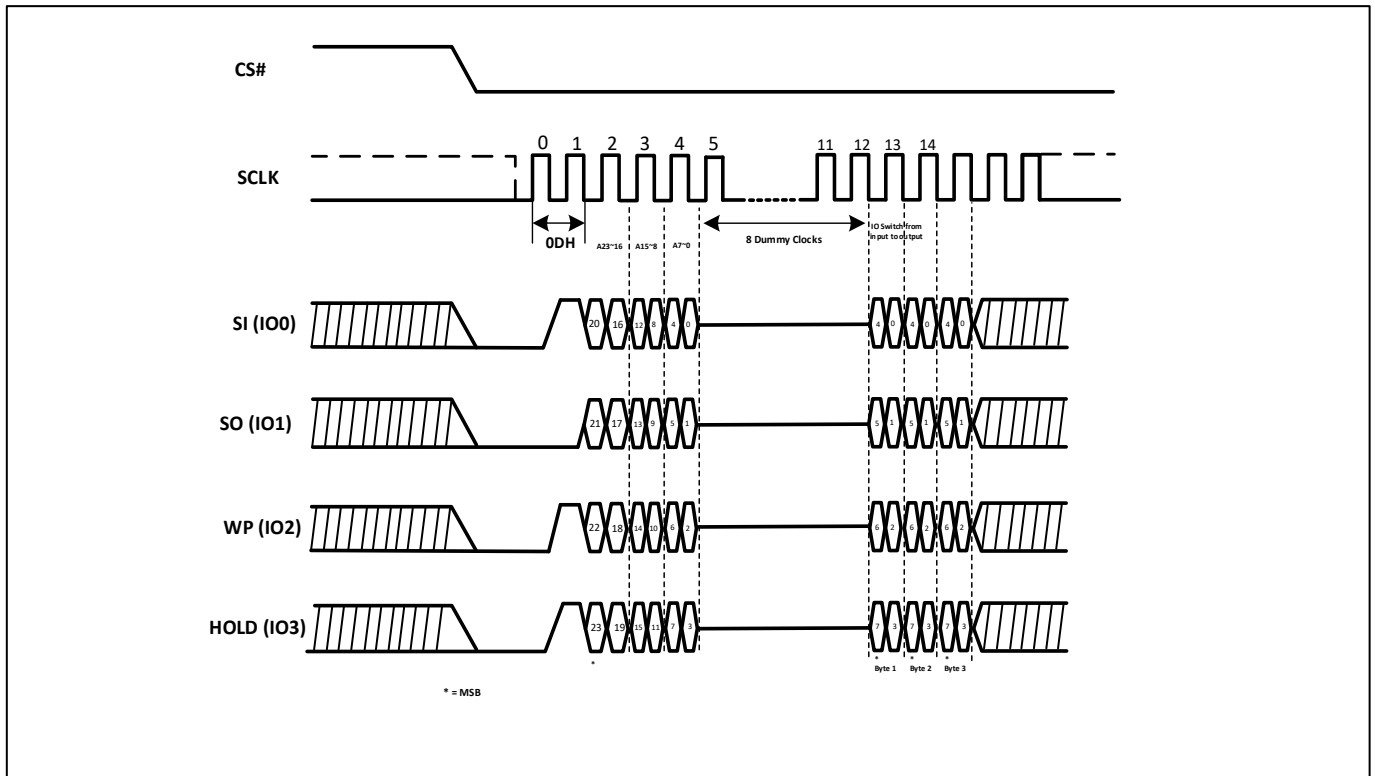 CS#
0 1 2 3 4 5 11 12 13 14
SCLK
0DH
A23~16 A15~8 A7~0
8 Dummy Clocks
IO Switch from
input to output
SI (IO0)
20 16 12 8 4 0 4 0 4 0 4 0
SO (IO1)
21 17 13 9 5 1 5 1 5 1 5 1
WP (IO2)
22 18 14 10 6 2 6 2 6 2 6 2
HOLD (IO3)
23 19 15 11 7 3 7 3 7 3 7 3
* * * *
Byte 1 Byte 2 Byte 3
* = MSB